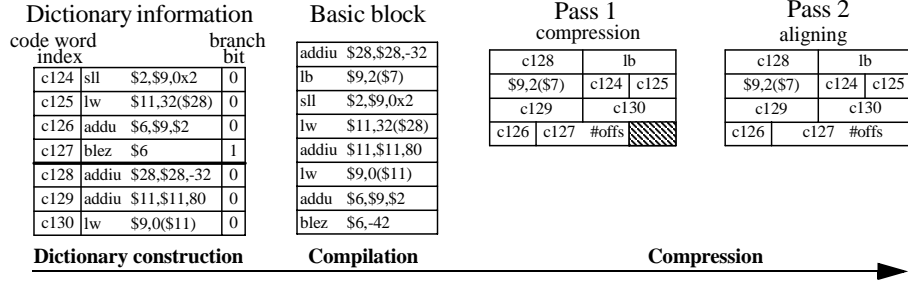 Dictionary information
code word index
branch bit
c124 sll $2,$9,0x2 0
c125 lw $11,32($28) 0
c126 addu $6,$9,$2 0
c127 blez $6 1
c128 addiu $28,$28,-32 0
c129 addiu $11,$11,80 0
c130 lw $9,0($11) 0
Basic block
addiu $28,$28,-32
lb $9,2($7)
sll $2,$9,0x2
lw $11,32($28)
addiu $11,$11,80
lw $9,0($11)
addu $6,$9,$2
blez $6,-42
Pass 1
compression
c128 lb
$9,2($7) c124 c125
c129 c130
c126 c127 #offs
Pass 2
aligning
c128 lb
$9,2($7) c124 c125
c129 c130
c126 c127 #offs
Dictionary construction
Compilation
Compression